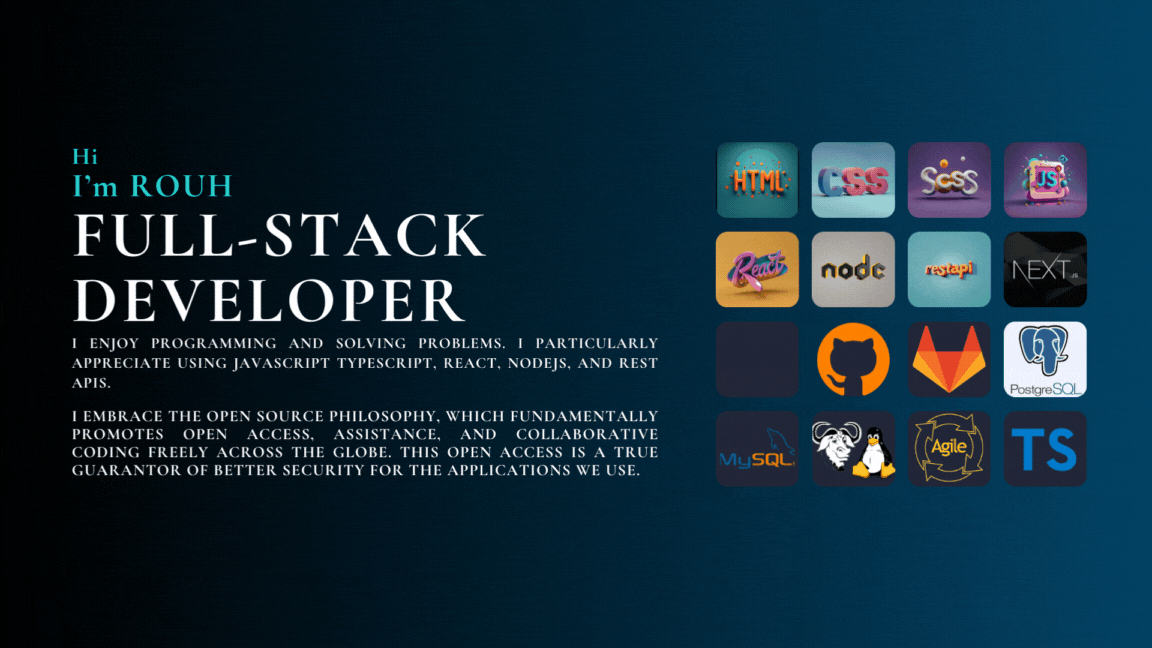 Hi
I'm ROUH
FULL-STACK
DEVELOPER
I ENJOY PROGRAMMING AND SOLVING PROBLEMS. I PARTICULARLY
APPRECIATE USING JAVASCRIPT TYPESCRIPT, REACT, NODEJS, AND REST
APIS.
I EMBRACE THE OPEN SOURCE PHILOSOPHY, WHICH FUNDAMENTALLY
PROMOTES OPEN ACCESS, ASSISTANCE, AND COLLABORATIVE
CODING FREELY ACROSS THE GLOBE. THIS OPEN ACCESS IS A TRUE
GUARANTOR OF BETTER SECURITY FOR THE APPLICATIONS WE USE.
HTML
CSS
SCSS
JS
React
node
restapi
NEXT.JS
PostgreSQL
MySQL
Agile
TS